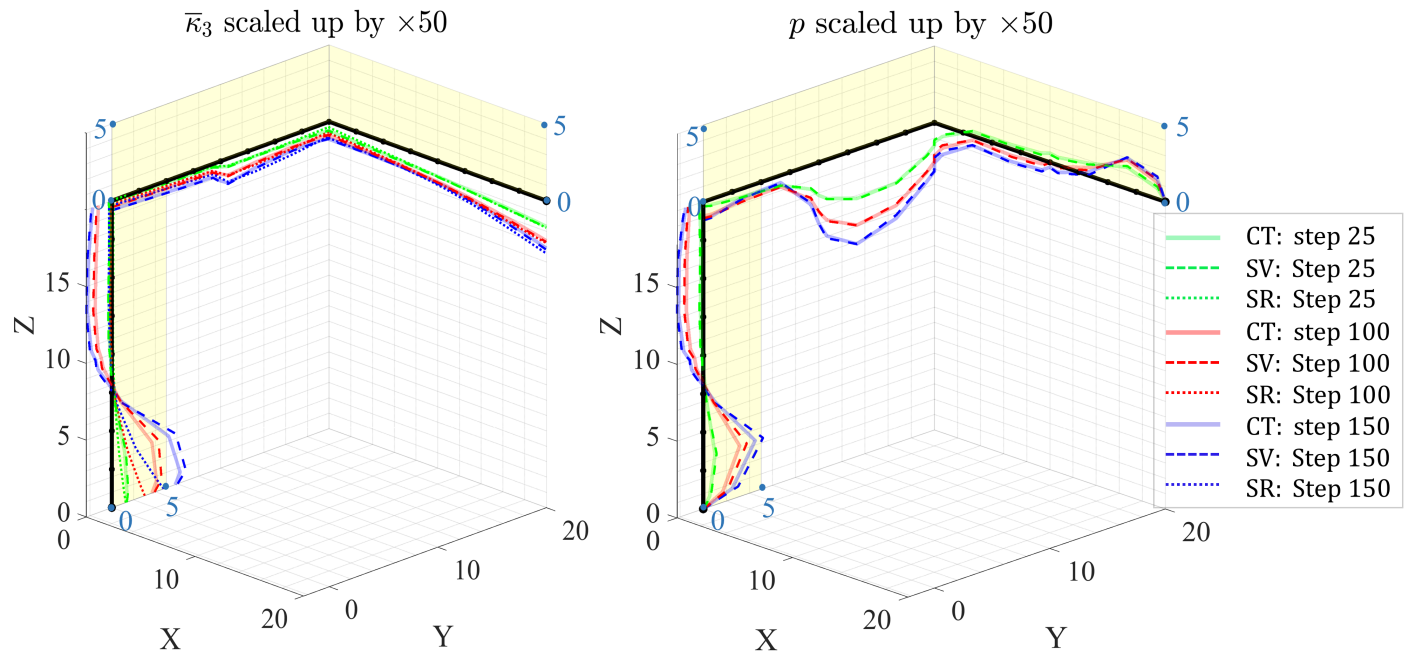 κ̅₃ scaled up by ×50
5
5
0
0
15
10
5
0
Z
0
5
0
10
20
X
0
10
20
Y
p scaled up by ×50
5
5
0
0
15
10
5
0
Z
0
5
0
10
20
X
0
10
20
Y
CT: step 25
SV: Step 25
SR: Step 25
CT: step 100
SV: Step 100
SR: Step 100
CT: step 150
SV: Step 150
SR: Step 150